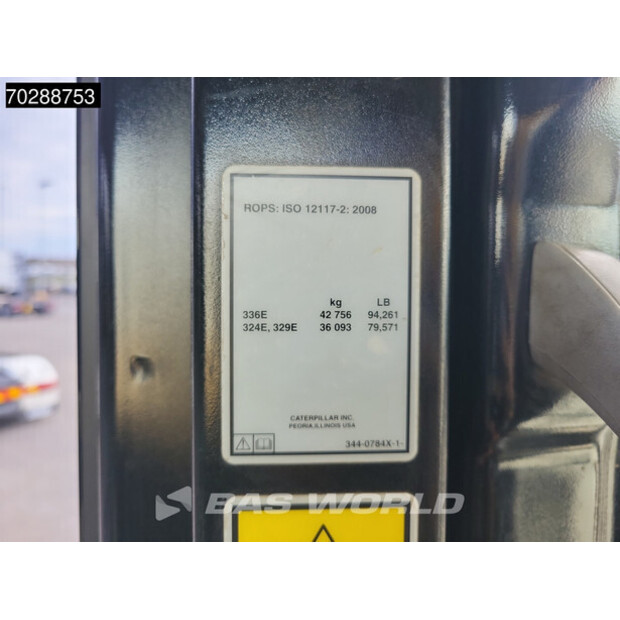 70288753
ROPS: ISO 12117-2: 2008
kg LB
336E 42 756 94,261
324E, 329E 36 093 79,571
CATERPILLAR INC.
PEORIA,ILLINOIS USA
344-0784X-1-
BAS WORLD